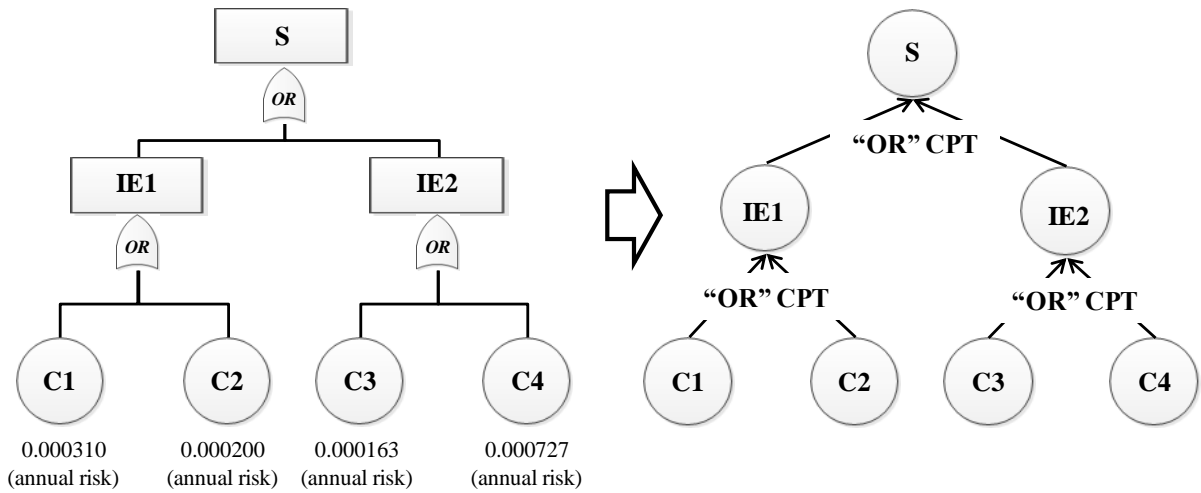 S
OR
IE1
IE2
OR
OR
C1
C2
C3
C4
0.000310
(annual risk)
0.000200
(annual risk)
0.000163
(annual risk)
0.000727
(annual risk)
S
“OR” CPT
IE1
IE2
“OR” CPT
“OR” CPT
C1
C2
C3
C4